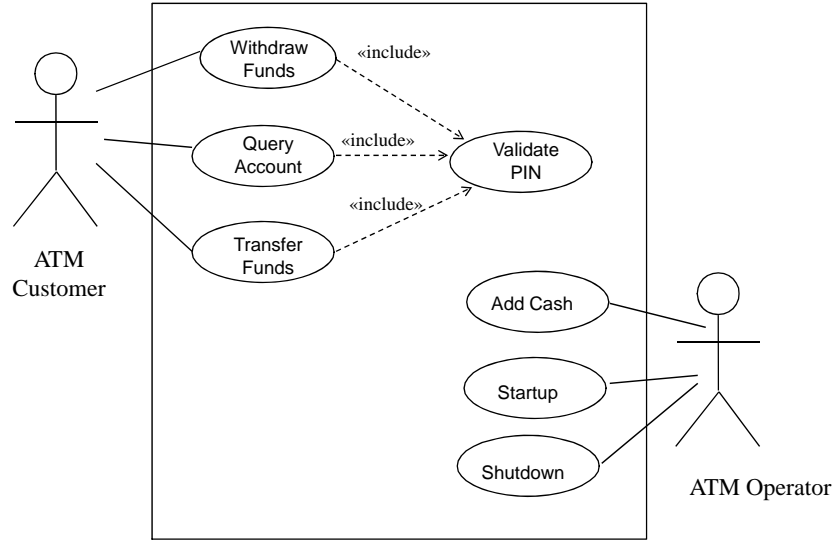 Withdraw
Funds
«include»
Query
Account
«include»
Validate
PIN
«include»
Transfer
Funds
ATM
Customer
Add Cash
Startup
Shutdown
ATM Operator